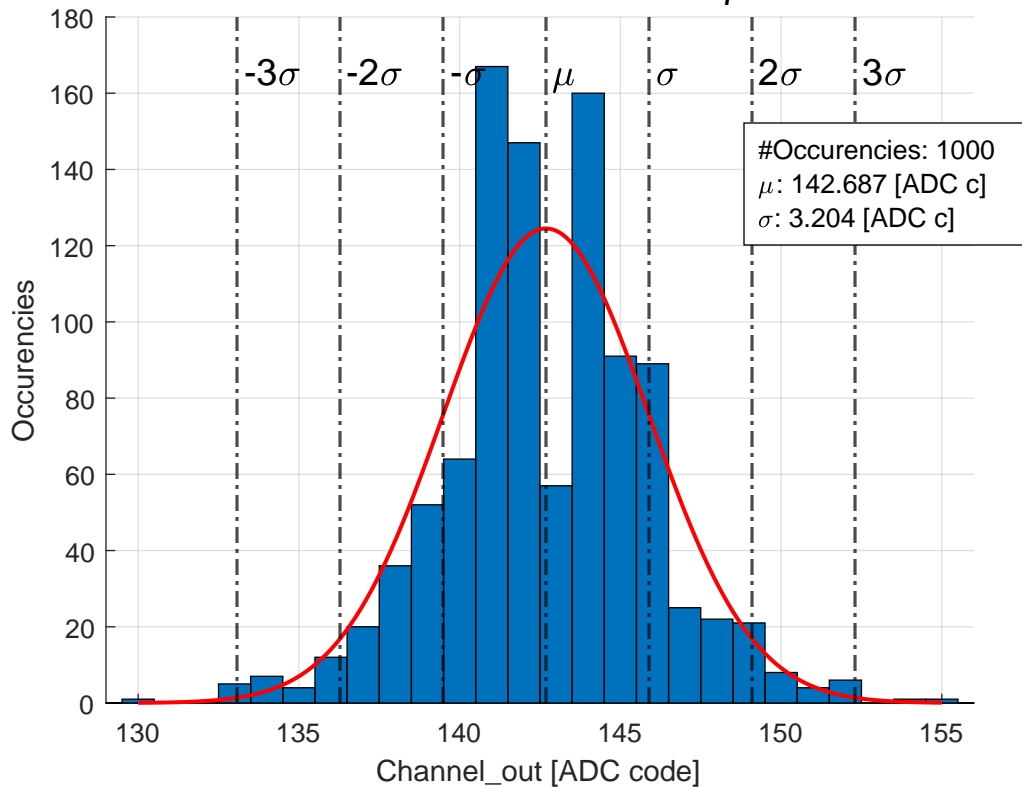 180
160
140
120
100
80
60
40
20
0
Occurencies
-3σ
-2σ
-σ
μ
σ
2σ
3σ
#Occurencies: 1000
μ: 142.687 [ADC c]
σ: 3.204 [ADC c]
130
135
140
145
150
155
Channel_out [ADC code]